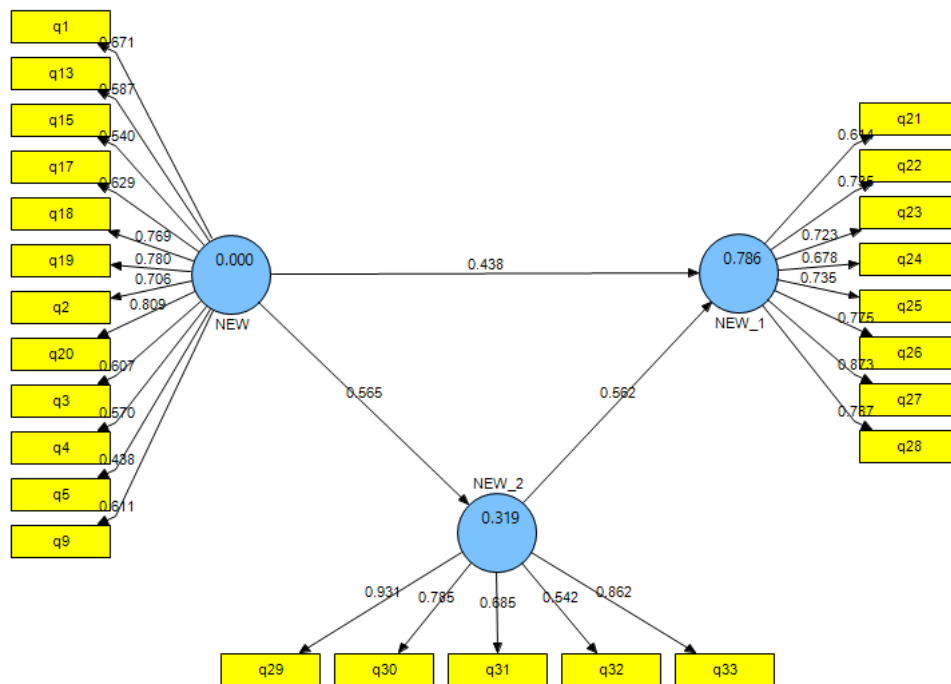 q1
q13
q15
q17
q18
q19
q2
q20
q3
q4
q5
q9
0.671
0.587
0.540
0.629
0.769
0.780
0.706
0.809
0.607
0.570
0.438
0.611
0.000
NEW
0.438
0.565
0.562
0.786
NEW_1
0.614
0.735
0.723
0.678
0.735
0.775
0.873
0.787
q21
q22
q23
q24
q25
q26
q27
q28
NEW_2
0.319
0.931
0.785
0.685
0.542
0.862
q29
q30
q31
q32
q33